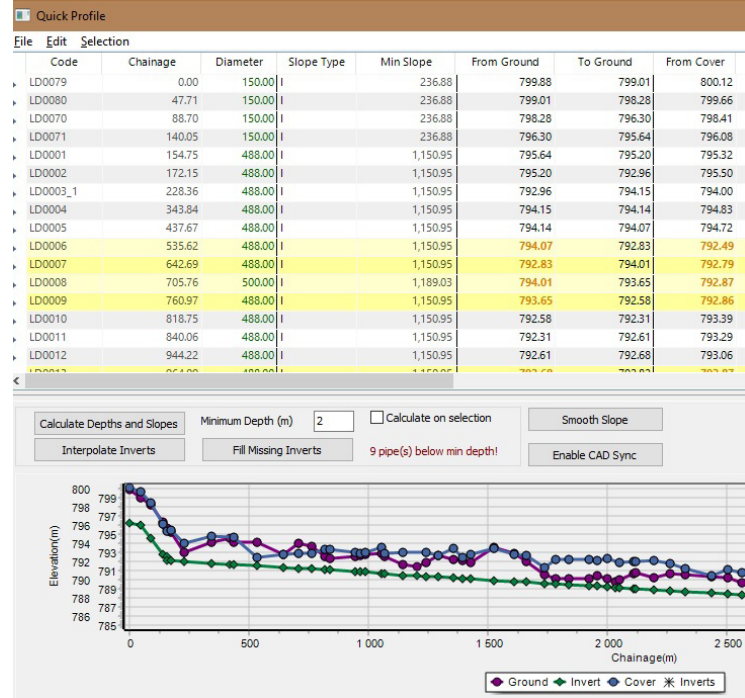 Quick Profile
File Edit Selection
Code Chainage Diameter Slope Type Min Slope From Ground To Ground From Cover
LD0079 0.00 150.00 I 236.88 799.88 799.01 800.12
LD0080 47.71 150.00 I 236.88 799.01 798.28 799.66
LD0070 88.70 150.00 I 236.88 798.28 796.30 798.41
LD0071 140.05 150.00 I 236.88 796.30 795.64 796.08
LD0001 154.75 488.00 I 1,150.95 795.64 795.20 795.32
LD0002 172.15 488.00 I 1,150.95 795.20 792.96 795.50
LD0003_1 228.36 488.00 I 1,150.95 792.96 794.15 794.00
LD0004 343.84 488.00 I 1,150.95 794.15 794.14 794.83
LD0005 437.67 488.00 I 1,150.95 794.14 794.07 794.72
LD0006 535.62 488.00 I 1,150.95 794.07 792.83 792.49
LD0007 642.69 488.00 I 1,150.95 792.83 794.01 792.79
LD0008 705.76 500.00 I 1,189.03 794.01 793.65 792.87
LD0009 760.97 488.00 I 1,150.95 793.65 792.58 792.86
LD0010 818.75 488.00 I 1,150.95 792.58 792.31 793.39
LD0011 840.06 488.00 I 1,150.95 792.31 792.61 793.29
LD0012 944.22 488.00 I 1,150.95 792.61 792.68 793.06
Calculate Depths and Slopes Minimum Depth (m) 2 Calculate on selection Smooth Slope
Interpolate Inverts Fill Missing Inverts 9 pipe(s) below min depth! Enable CAD Sync
800
799
798
797
796
795
794
793
792
791
790
789
788
787
786
785
Elevation(m)
0 500 1 000 1 500 2 000 2 500
Chainage(m)
Ground Invert Cover Inverts